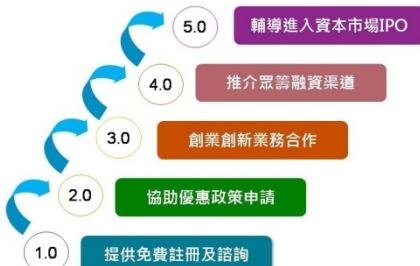 5.0 輔導進入資本市場IPO
4.0 推介眾籌融資渠道
3.0 創業創新業務合作
2.0 協助優惠政策申請
1.0 提供免費註冊及諮詢